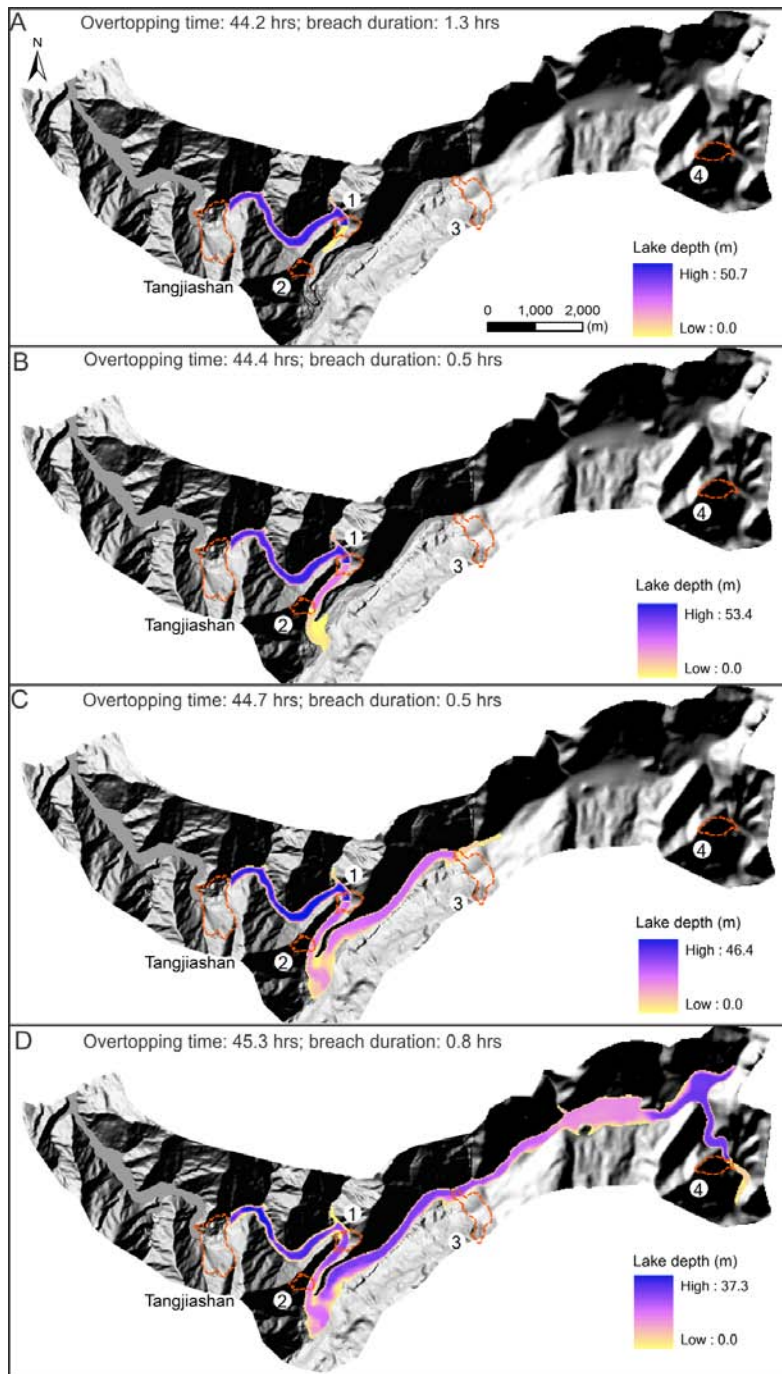 A
Overtopping time: 44.2 hrs; breach duration: 1.3 hrs
N
4
1
3
Lake depth (m)
High : 50.7
Tangjiashan
2
0 1,000 2,000
(m)
Low : 0.0
B
Overtopping time: 44.4 hrs; breach duration: 0.5 hrs
4
1
3
Lake depth (m)
High : 53.4
Tangjiashan
2
Low : 0.0
C
Overtopping time: 44.7 hrs; breach duration: 0.5 hrs
4
1
3
Lake depth (m)
High : 46.4
Tangjiashan
2
Low : 0.0
D
Overtopping time: 45.3 hrs; breach duration: 0.8 hrs
4
1
3
Lake depth (m)
High : 37.3
Tangjiashan
2
Low : 0.0